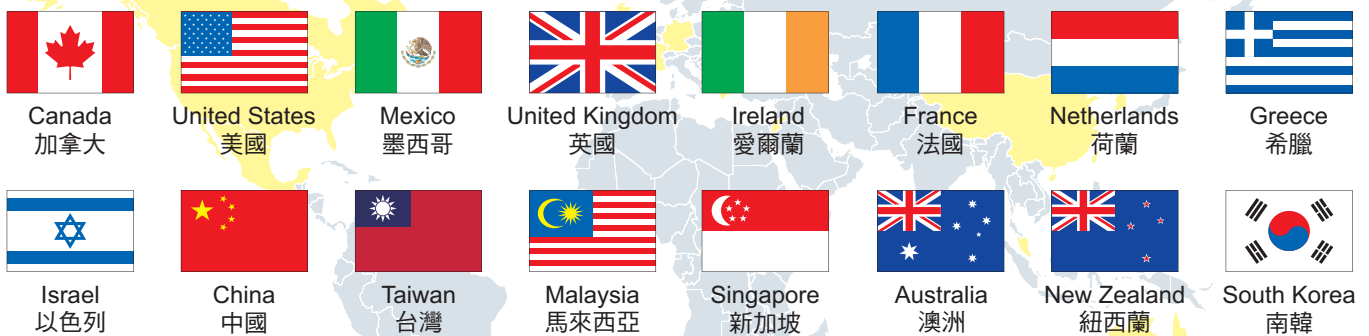 Canada
加拿大
United States
美國
Mexico
墨西哥
United Kingdom
英國
Ireland
愛爾蘭
France
法國
Netherlands
荷蘭
Greece
希臘
Israel
以色列
China
中國
Taiwan
台灣
Malaysia
馬來西亞
Singapore
新加坡
Australia
澳洲
New Zealand
紐西蘭
South Korea
南韓